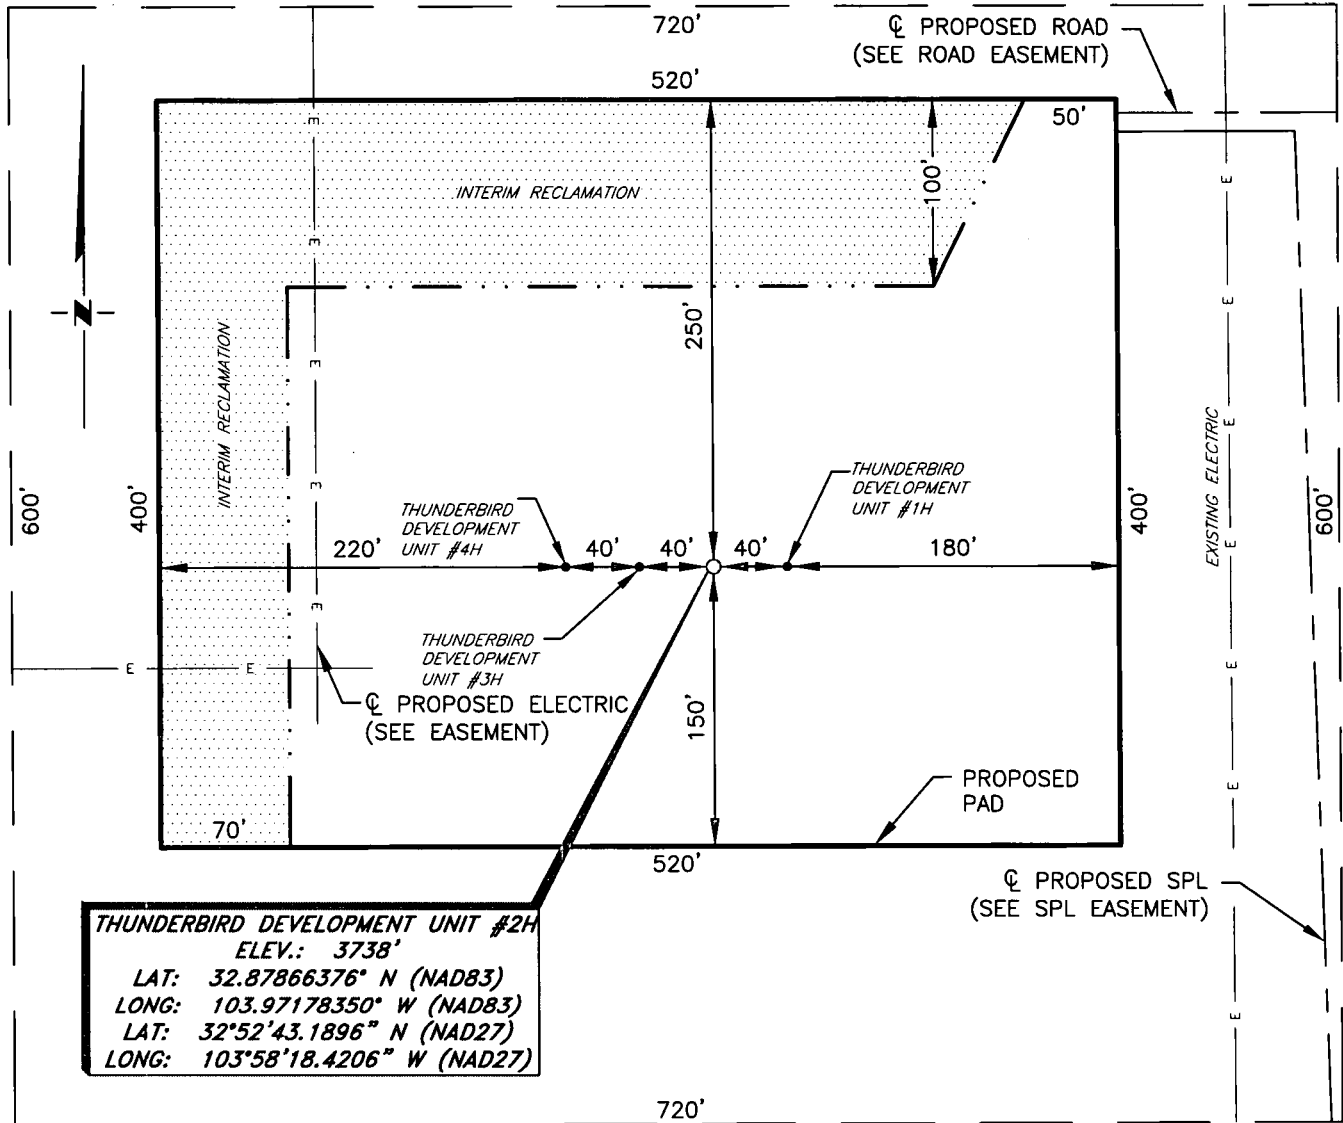 720'
℄ PROPOSED ROAD
(SEE ROAD EASEMENT)
520'
50'
E
100'
INTERIM RECLAMATION
E
E
E
N
250'
E
INTERIM RECLAMATION
E
E
EXISTING ELECTRIC
THUNDERBIRD
DEVELOPMENT
UNIT #1H
THUNDERBIRD
DEVELOPMENT
UNIT #4H
E
600'
400'
400'
600'
220'
40'
40'
40'
180'
E
E
THUNDERBIRD
DEVELOPMENT
UNIT #3H
E
E
E
℄ PROPOSED ELECTRIC
(SEE EASEMENT)
150'
PROPOSED
PAD
E
70'
520'
E
℄ PROPOSED SPL
(SEE SPL EASEMENT)
THUNDERBIRD DEVELOPMENT UNIT #2H
ELEV.: 3738'
LAT: 32.87866376° N (NAD83)
LONG: 103.97178350° W (NAD83)
LAT: 32°52'43.1896" N (NAD27)
LONG: 103°58'18.4206" W (NAD27)
E
720'